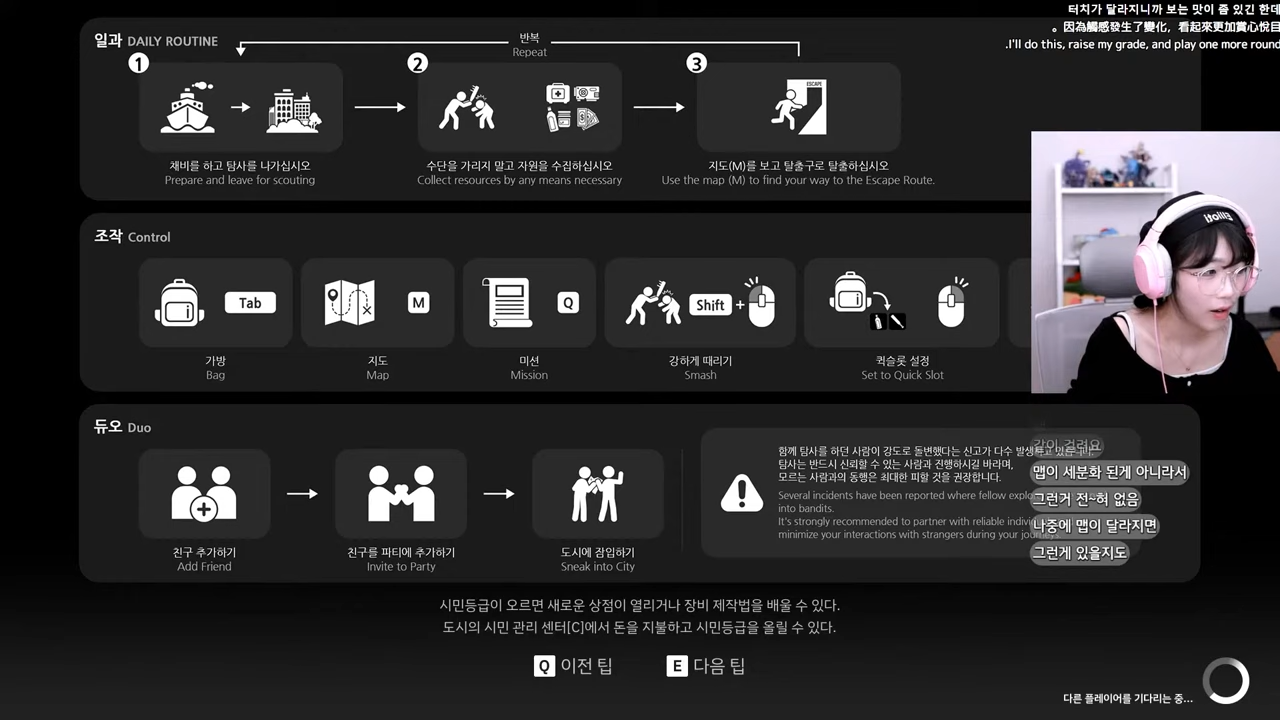 터치가 달라지니까 보는 맛이 좀 있긴 한데
。因為觸感發生了變化，看起來更加賞心悅目
.I'll do this, raise my grade, and play one more round
일과 DAILY ROUTINE
반복
Repeat
1
2
3
ESCAPE
채비를 하고 탐사를 나가십시오
Prepare and leave for scouting
수단을 가리지 말고 자원을 수집하십시오
Collect resources by any means necessary
지도(M)를 보고 탈출구로 탈출하십시오
Use the map (M) to find your way to the Escape Route.
조작 Control
Tab
M
Q
Shift +
가방
Bag
지도
Map
미션
Mission
강하게 때리기
Smash
퀵슬롯 설정
Set to Quick Slot
듀오 Duo
친구 추가하기
Add Friend
친구를 파티에 추가하기
Invite to Party
도시에 잠입하기
Sneak into City
함께 탐사를 하던 사람이 강도로 돌변했다는 신고가 다수 발생하고 있습니다.
탐사는 반드시 신뢰할 수 있는 사람과 진행하시길 바라며,
모르는 사람과의 동행은 최대한 피할 것을 권장합니다.
Several incidents have been reported where fellow explo
into bandits.
It's strongly recommended to partner with reliable indivi
minimize your interactions with strangers during your journeys.
같이 걸려요
맵이 세분화 된게 아니라서
그런거 전~혀 없음
나중에 맵이 달라지면
그런게 있을지도
시민등급이 오르면 새로운 상점이 열리거나 장비 제작법을 배울 수 있다.
도시의 시민 관리 센터[C]에서 돈을 지불하고 시민등급을 올릴 수 있다.
Q 이전 팁
E 다음 팁
다른 플레이어를 기다리는 중...